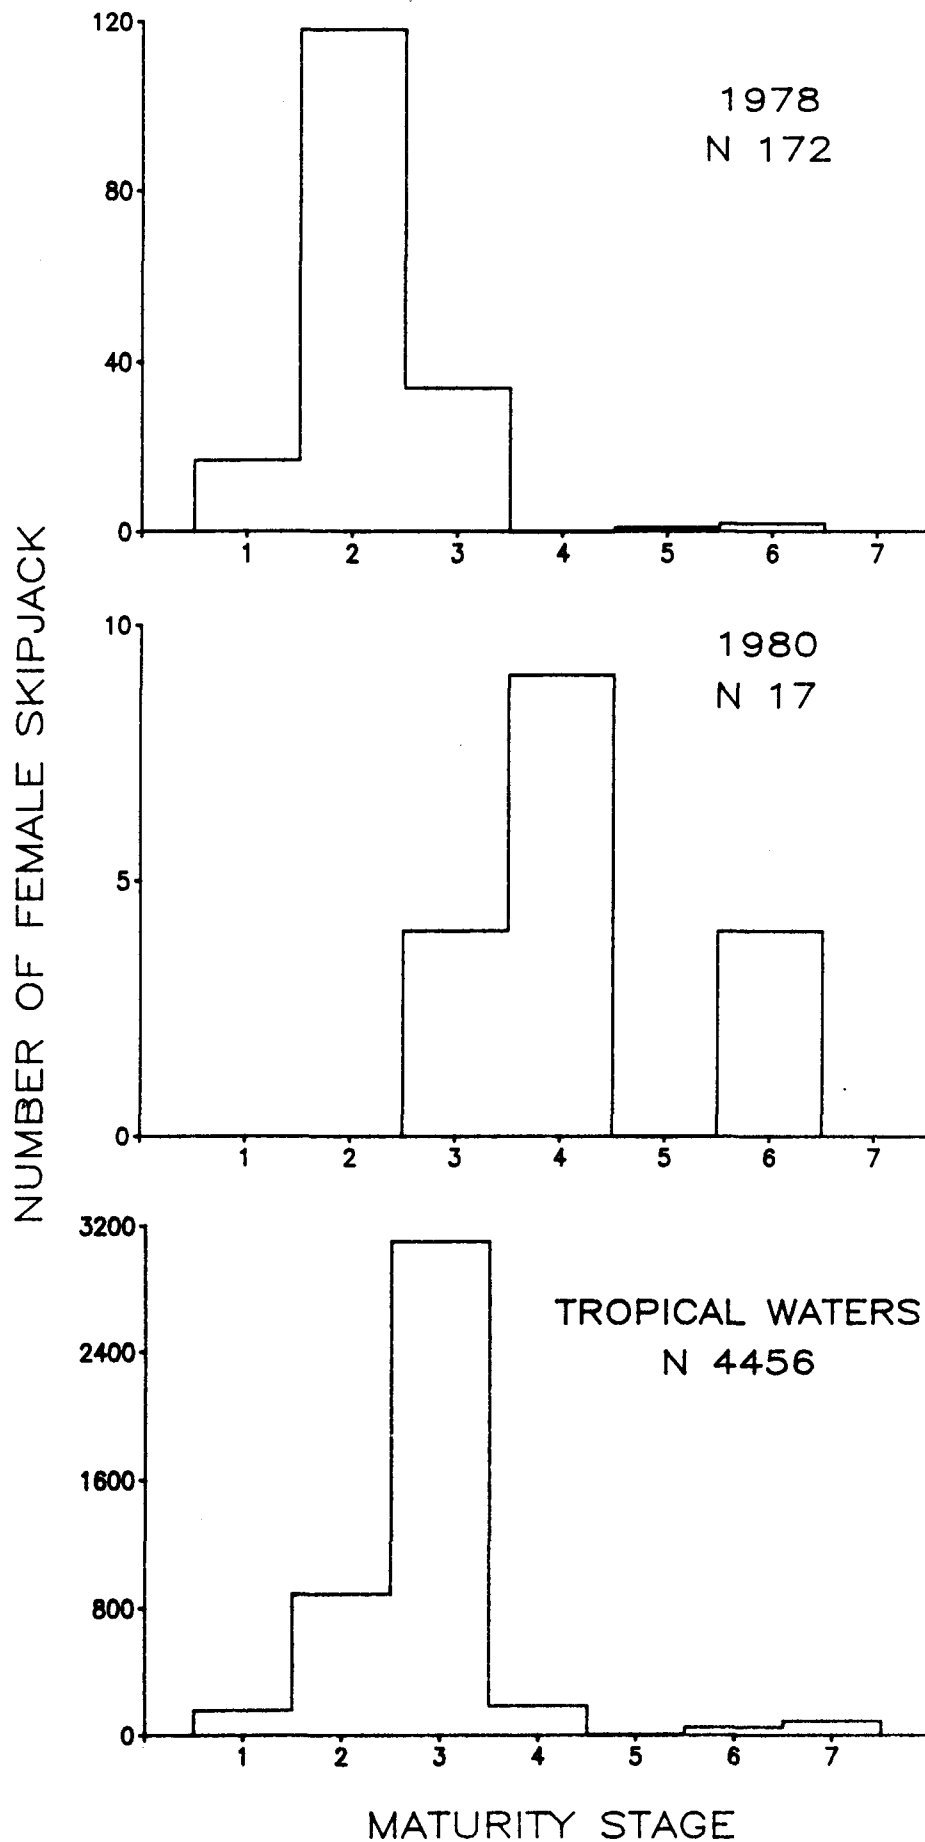 120
1978
N 172
80
40
0
1 2 3 4 5 6 7
NUMBER OF FEMALE SKIPJACK
10
1980
N 17
5
0
1 2 3 4 5 6 7
3200
TROPICAL WATERS
2400
N 4456
1600
800
0
1 2 3 4 5 6 7
MATURITY STAGE